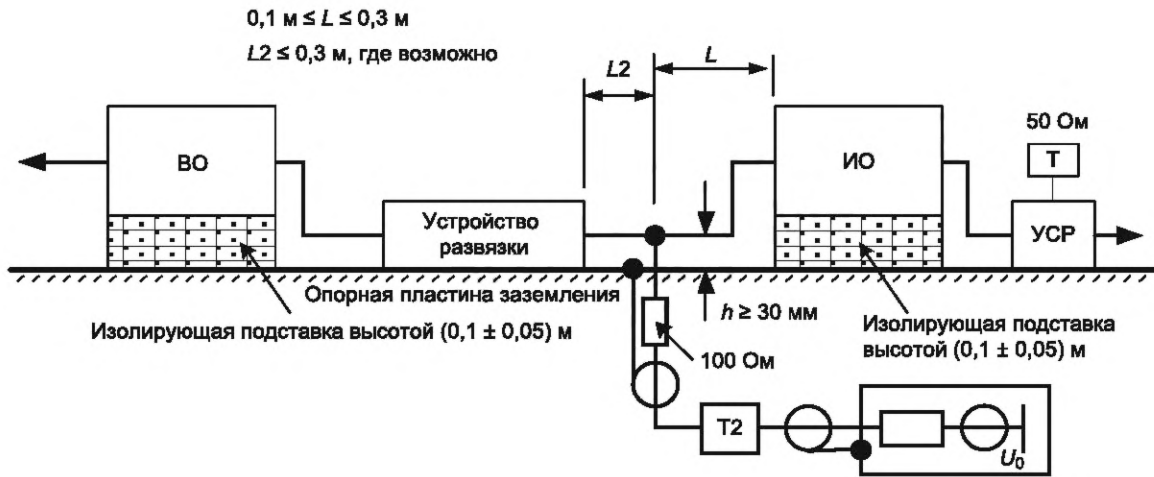 0,1 м ≤ L ≤ 0,3 м
L2 ≤ 0,3 м, где возможно
L2
L
50 Ом
Т
ВО
ИО
Устройство
развязки
УСР
Опорная пластина заземления
h ≥ 30 мм
Изолирующая подставка высотой (0,1 ± 0,05) м
Изолирующая подставка
высотой (0,1 ± 0,05) м
100 Ом
Т2
U0